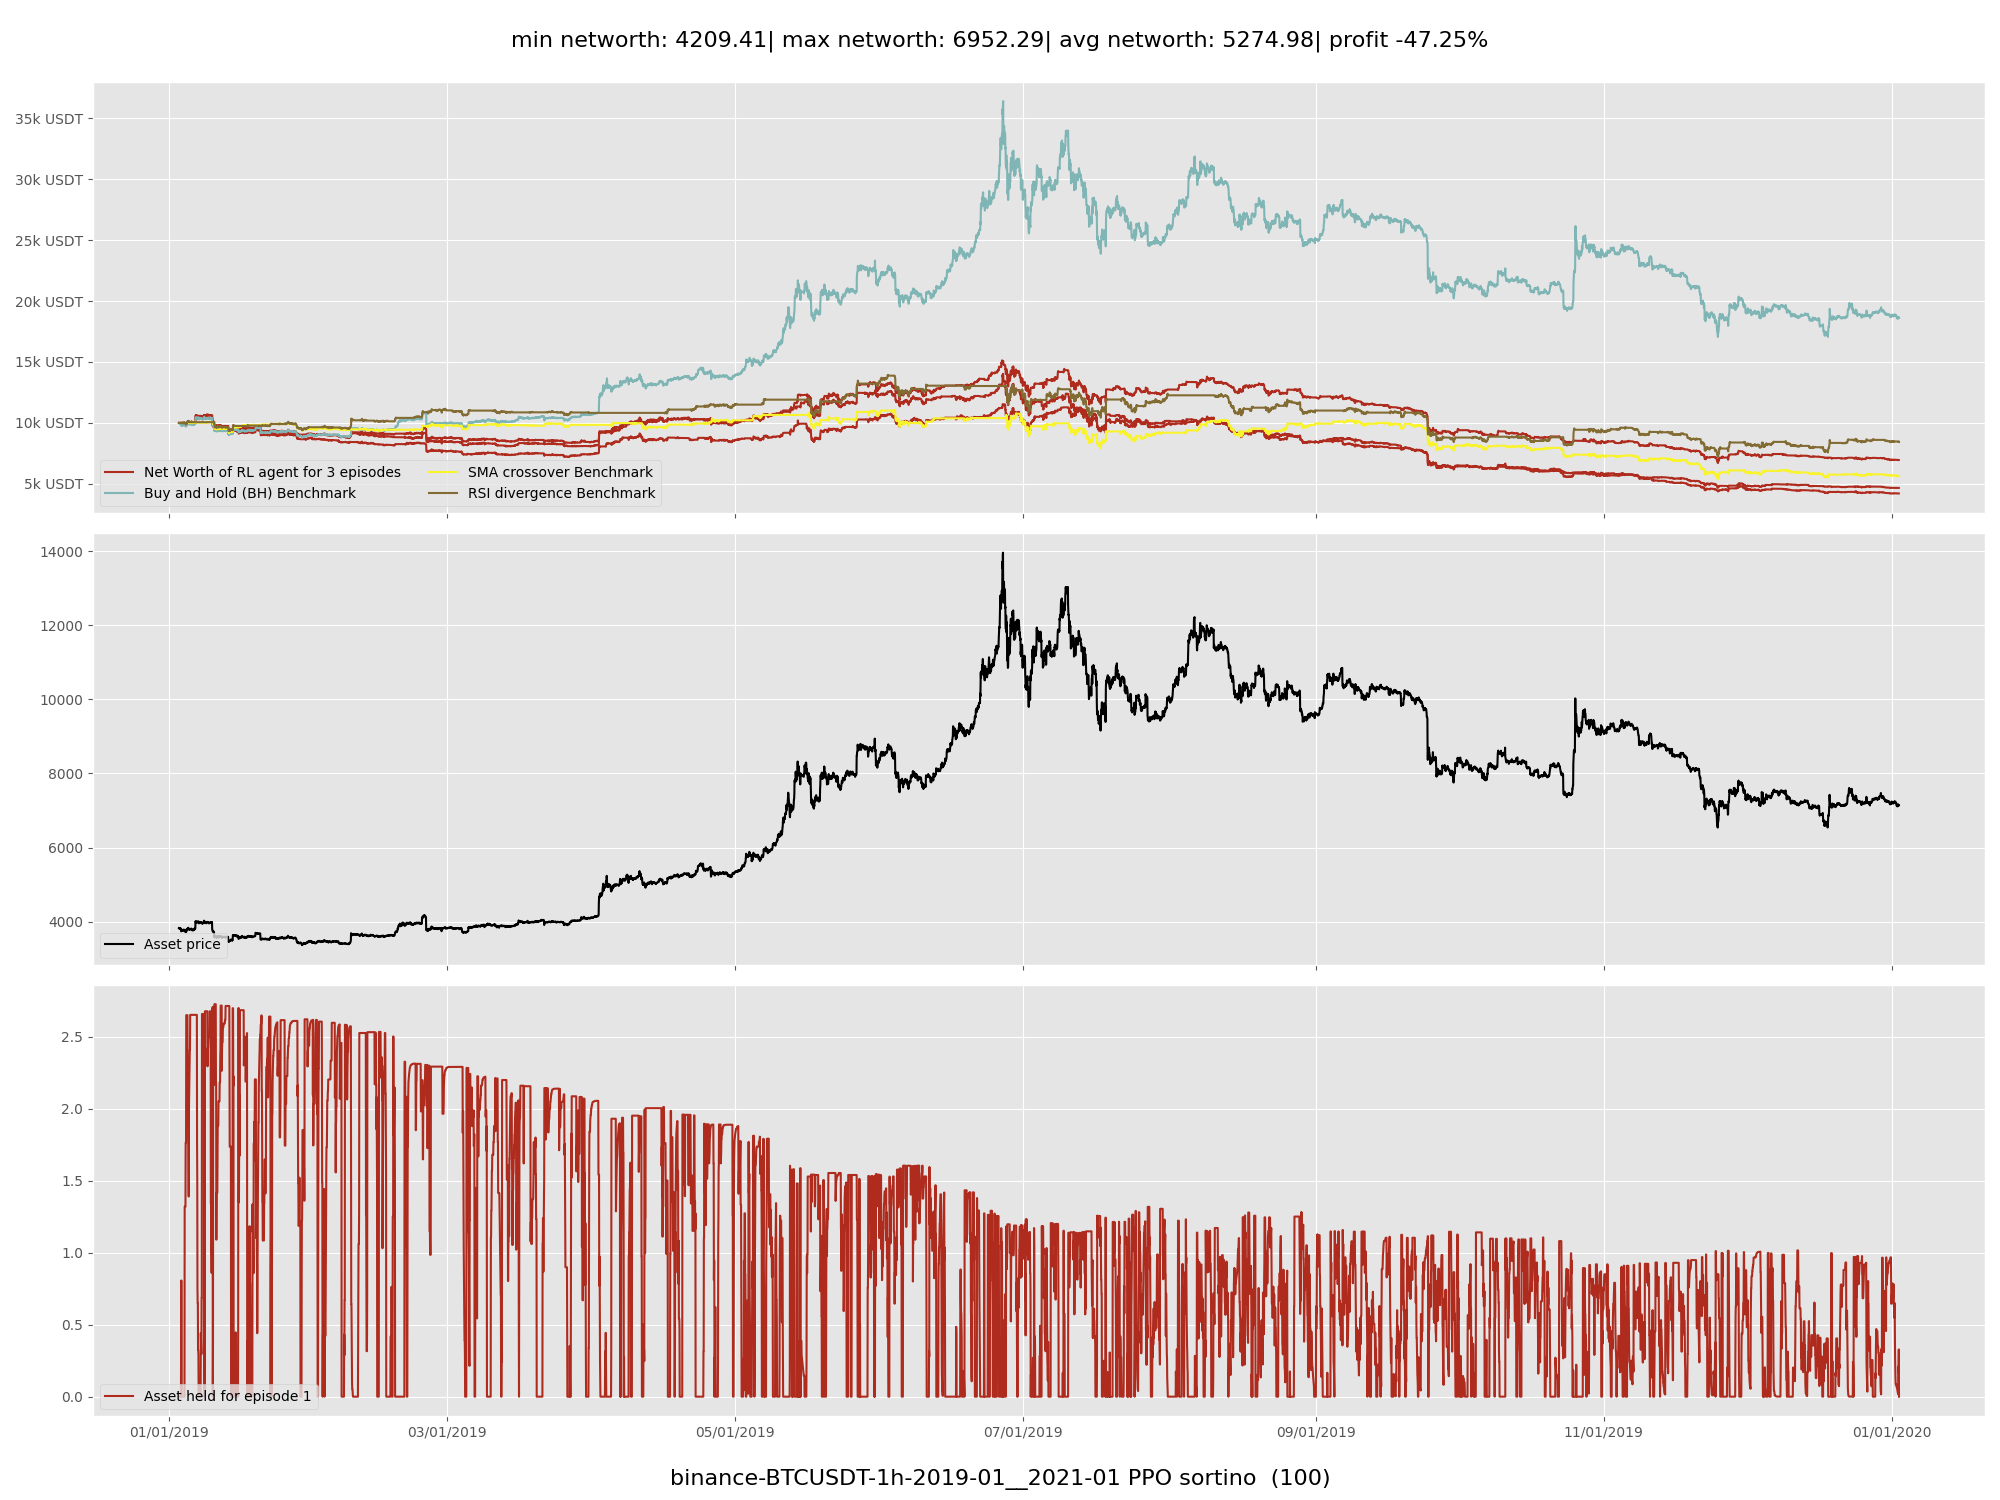 min networth: 4209.41| max networth: 6952.29| avg networth: 5274.98| profit -47.25%
35k USDT
30k USDT
25k USDT
20k USDT
15k USDT
10k USDT
5k USDT
Net Worth of RL agent for 3 episodes
Buy and Hold (BH) Benchmark
SMA crossover Benchmark
RSI divergence Benchmark
14000
12000
10000
8000
6000
4000
Asset price
2.5
2.0
1.5
1.0
0.5
0.0
Asset held for episode 1
01/01/2019 03/01/2019 05/01/2019 07/01/2019 09/01/2019 11/01/2019 01/01/2020
binance-BTCUSDT-1h-2019-01__2021-01 PPO sortino (100)